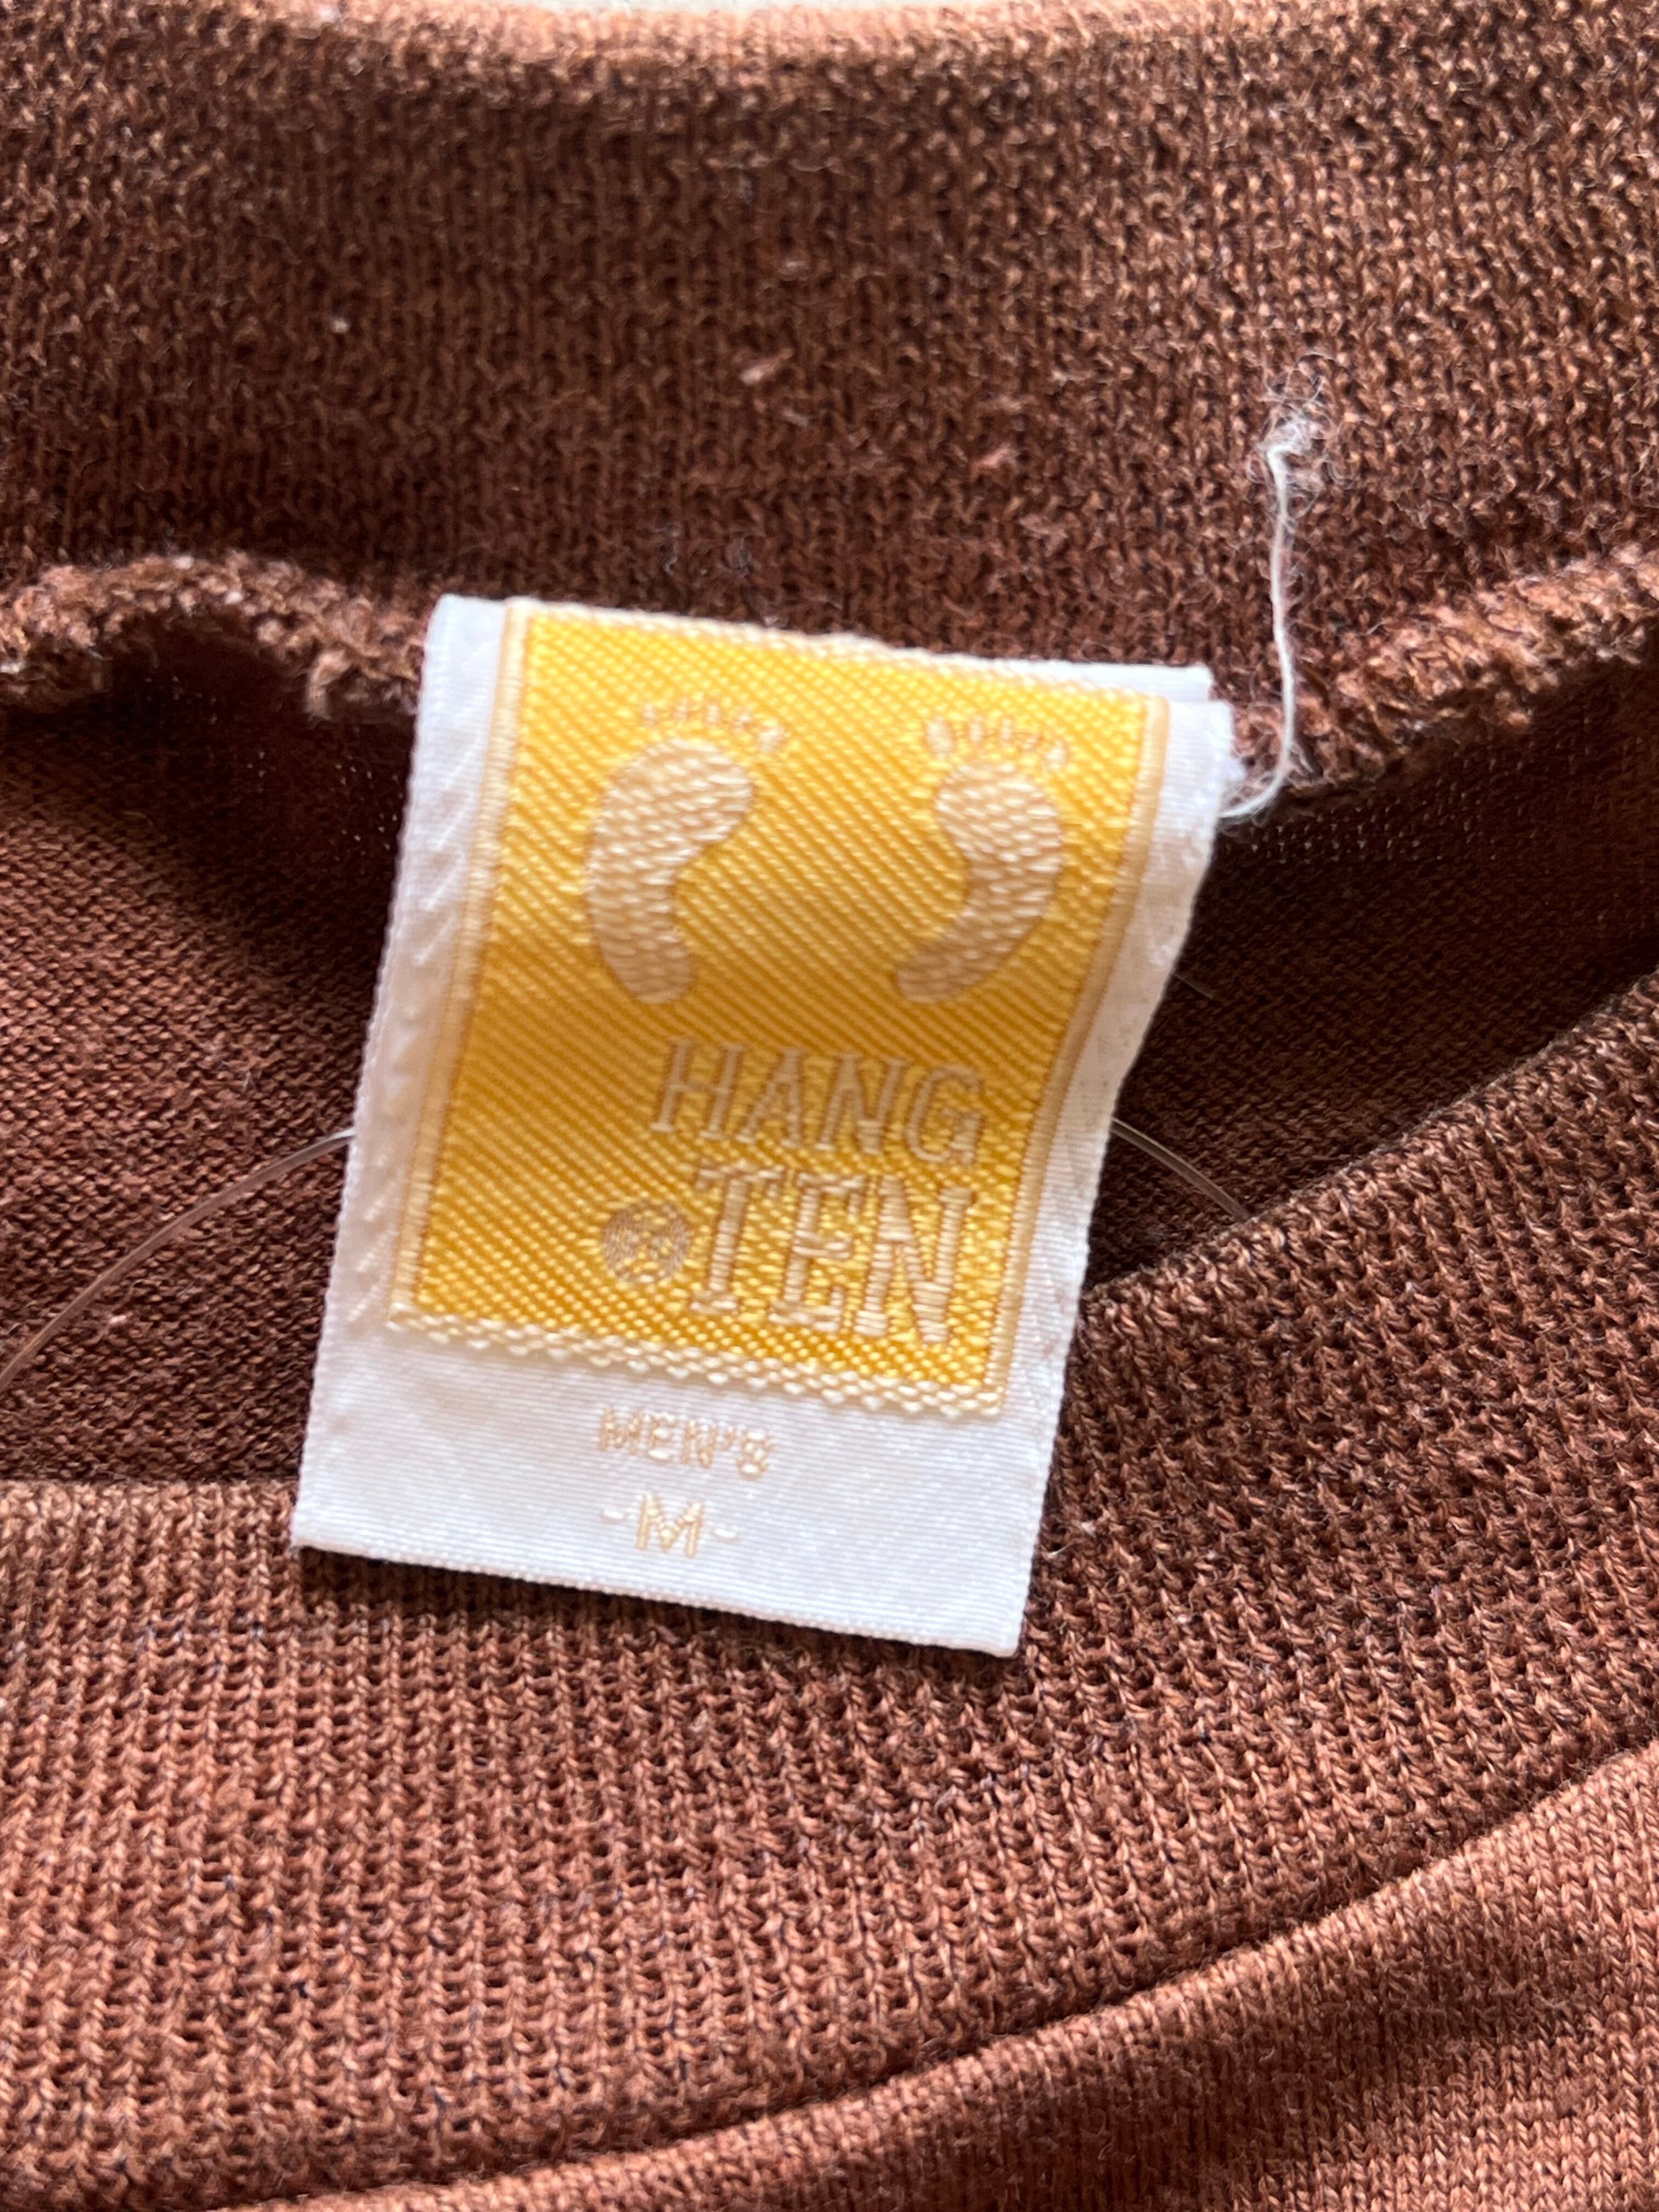 HANG
TEN
MEN'S
-M-